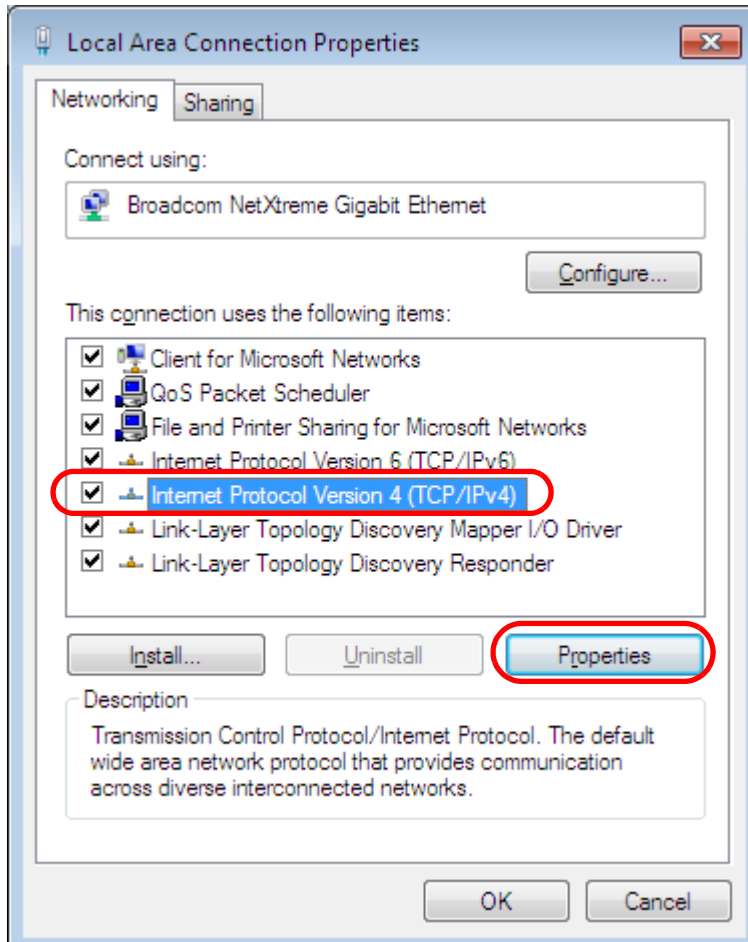 Local Area Connection Properties
Networking
Sharing
Connect using:
Broadcom NetXtreme Gigabit Ethernet
Configure...
This connection uses the following items:
Client for Microsoft Networks
QoS Packet Scheduler
File and Printer Sharing for Microsoft Networks
Internet Protocol Version 6 (TCP/IPv6)
Internet Protocol Version 4 (TCP/IPv4)
Link-Layer Topology Discovery Mapper I/O Driver
Link-Layer Topology Discovery Responder
Install...
Uninstall
Properties
Description
Transmission Control Protocol/Internet Protocol. The default
wide area network protocol that provides communication
across diverse interconnected networks.
OK
Cancel